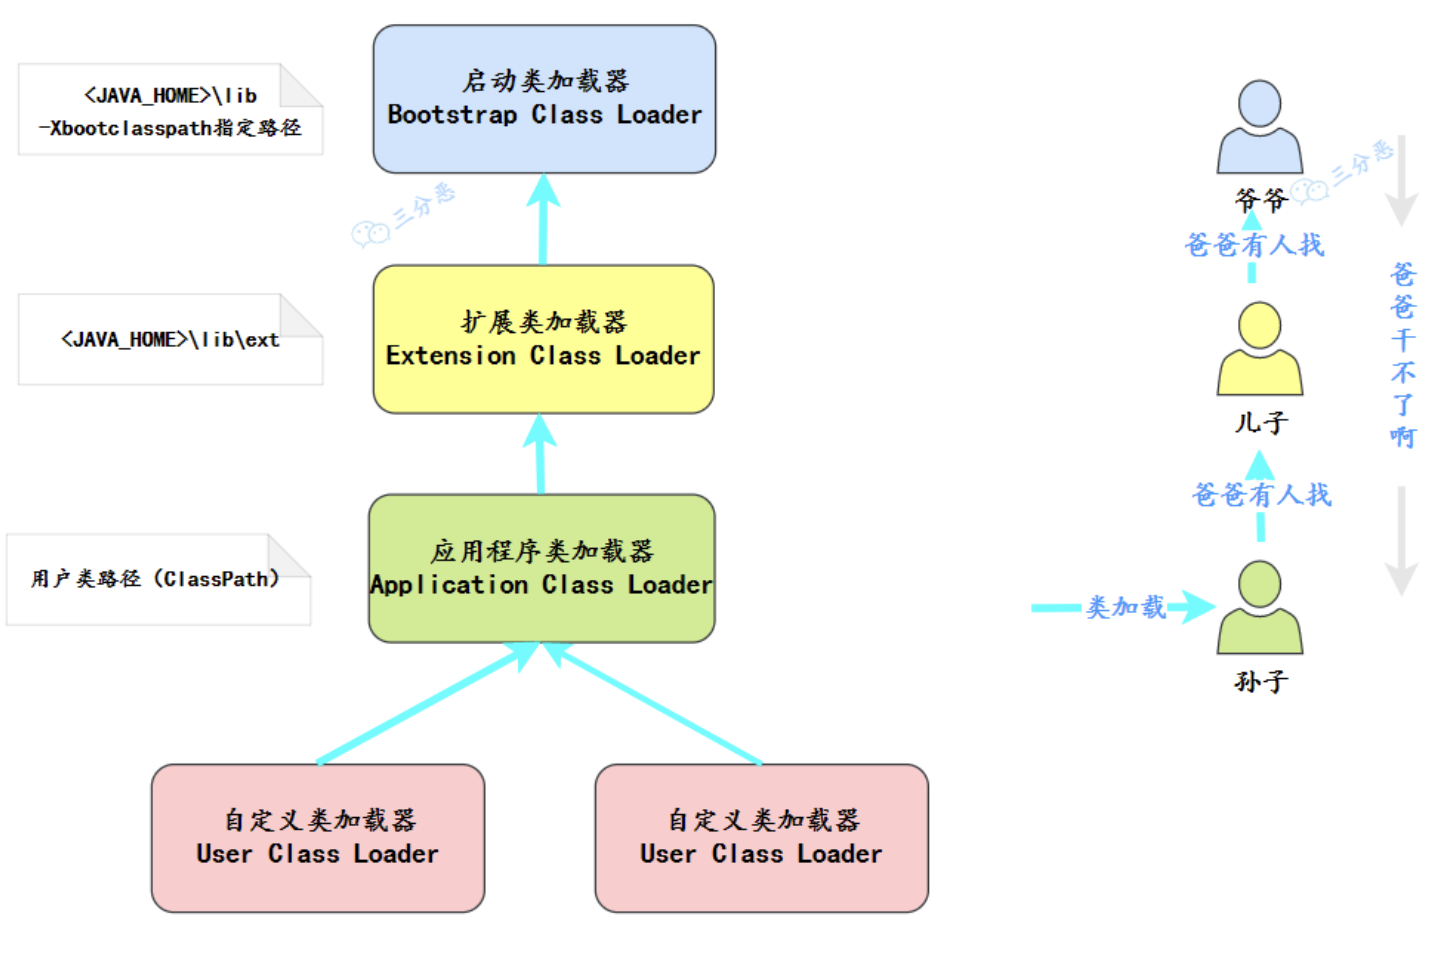 启动类加载器
Bootstrap Class Loader
<JAVA_HOME>\lib
-Xbootclasspath指定路径
三分恶
扩展类加载器
Extension Class Loader
<JAVA_HOME>\lib\ext
应用程序类加载器
Application Class Loader
用户类路径（ClassPath）
自定义类加载器
User Class Loader
自定义类加载器
User Class Loader
三分恶
爷爷
爸爸有人找
儿子
爸爸有人找
类加载
孙子
爸爸干不了啊